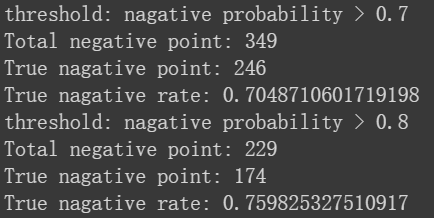 threshold: nagative probability > 0.7
Total negative point: 349
True nagative point: 246
True nagative rate: 0.7048710601719198
threshold: nagative probability > 0.8
Total negative point: 229
True nagative point: 174
True nagative rate: 0.759825327510917